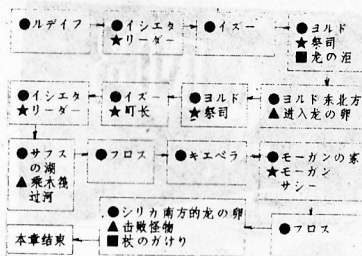 ●ルデイフ
●イシエタ
★リーダー
●イズー
●ヨルド
★祭司
■龙の泪
●ヨルド东北方
▲进入龙の卵
●ヨルド
★祭司
●イズー
★町长
●イシエタ
★リーダー
●サフスの湖
▲乘木筏过河
●フロス
●キエベラ
●モーガンの家
★モーガン
サシー
●フロス
●シリカ南方的龙の卵
▲击败怪物
■杖のがけり
本章结束